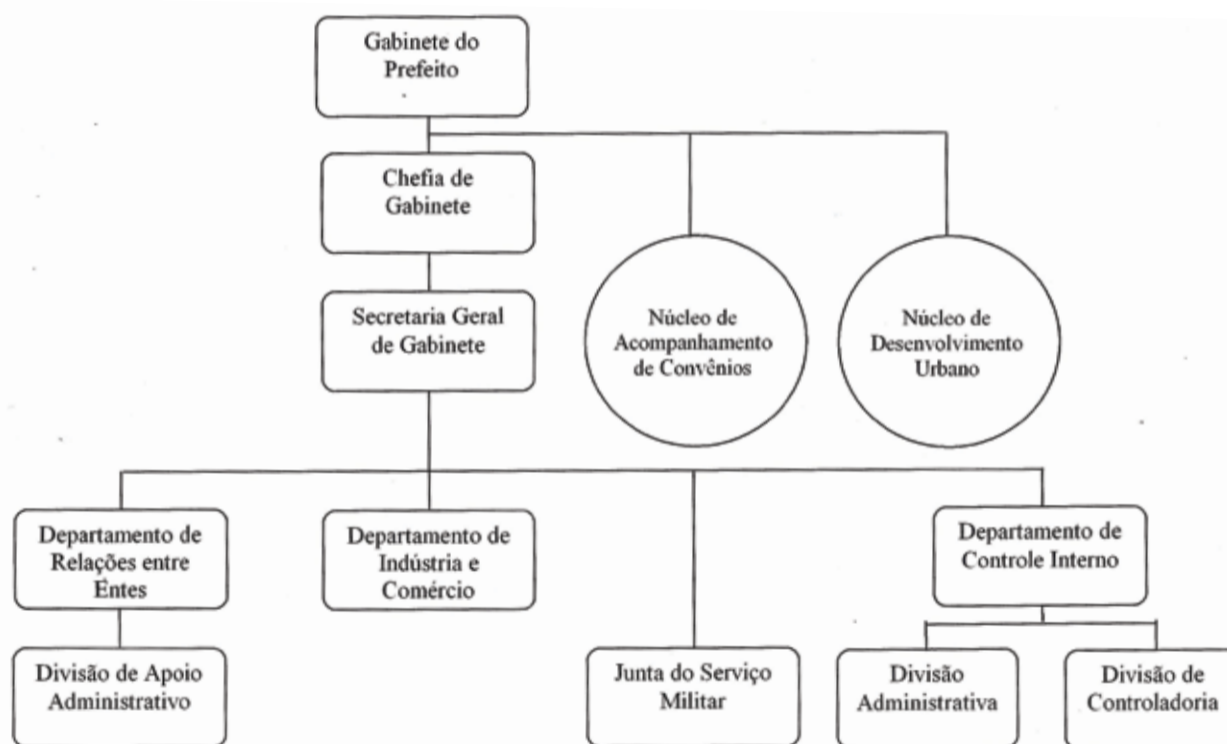 Gabinete do
Prefeito
Chefia de
Gabinete
Secretaria Geral
de Gabinete
Núcleo de
Acompanhamento
de Convênios
Núcleo de
Desenvolvimento
Urbano
Departamento de
Relações entre
Entes
Departamento de
Indústria e
Comércio
Departamento de
Controle Interno
Divisão de Apoio
Administrativo
Junta do Serviço
Militar
Divisão
Administrativa
Divisão de
Controladoria